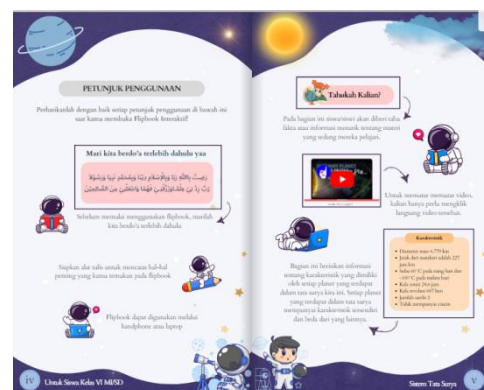 PETUNJUK PENGGUNAAN
Perhatikanlah dengan baik setiap petunjuk penggunaan di bawah ini
saat kamu membuka Flipbook Interaktif!
Mari kita berdo'a terlebih dahulu yaa
Sebelum memulai menggunakan flipbook, marilah
kita berdo'a terlebih dahulu
Siapkan alat tulis untuk mencatat hal-hal
penting yang kamu temukan pada flipbook
Flipbook dapat digunakan melalui
handphone atau laptop
IV
Untuk Siswa Kelas VI MI/SD
Tahukah Kalian?
Pada bagian ini siswa/siswi akan diberi tahu
fakta atau informasi menarik tentang materi
yang sedang mereka pelajari.
Untuk memutar memutar video,
kalian hanya perlu mengklik
langsung video tersebut.
Karakteristik
Bagian ini berisikan informasi
tentang karakteristik yang dimiliki
oleh setiap planet yang terdapat
dalam tata surya kita ini. Setiap planet
yang terdapat dalam tata surya
mempunyai karakteristik tersendiri
dan beda dari yang lainnya.
Sistem Tata Surya
V